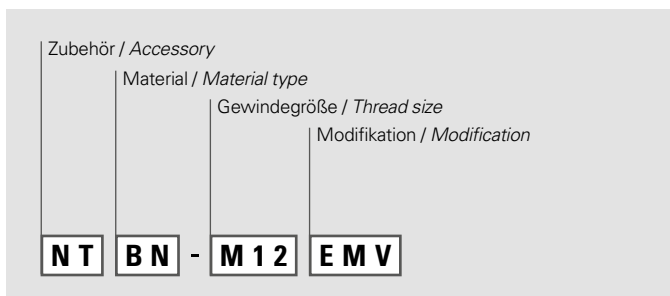 Zubehör / Accessory
Material / Material type
Gewindegröße / Thread size
Modifikation / Modification
NT BN - M12 EMV